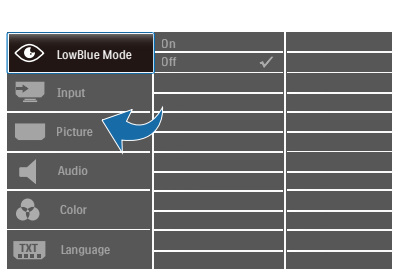 LowBlue Mode
On
Off
Input
Picture
Audio
Color
TXT
Language